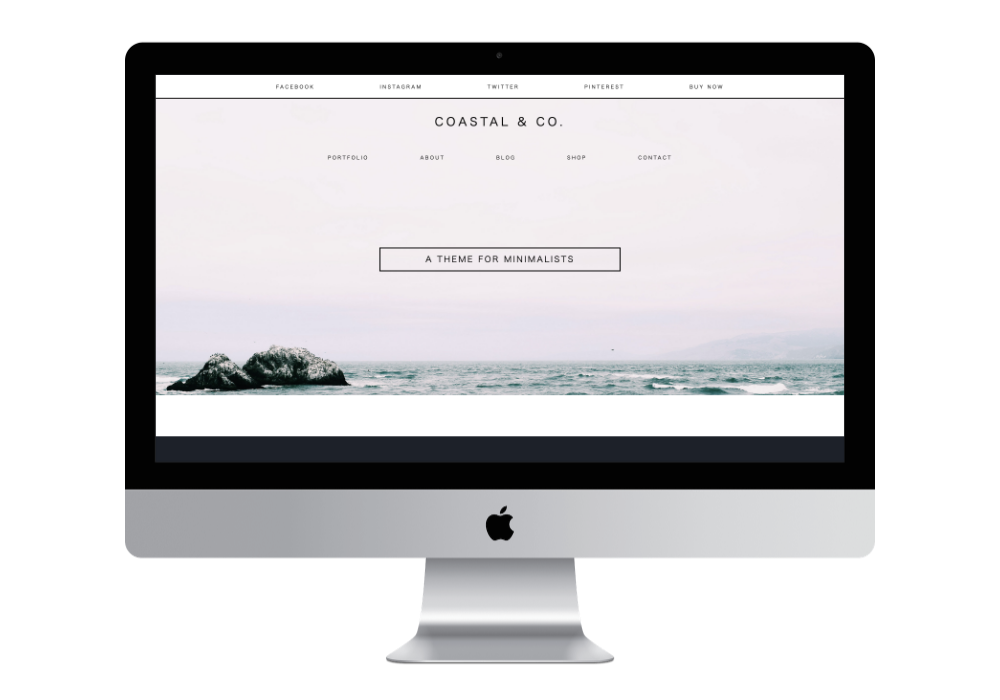 FACEBOOK INSTAGRAM TWITTER PINTEREST BUY NOW
COASTAL & CO.
PORTFOLIO ABOUT BLOG SHOP CONTACT
A THEME FOR MINIMALISTS